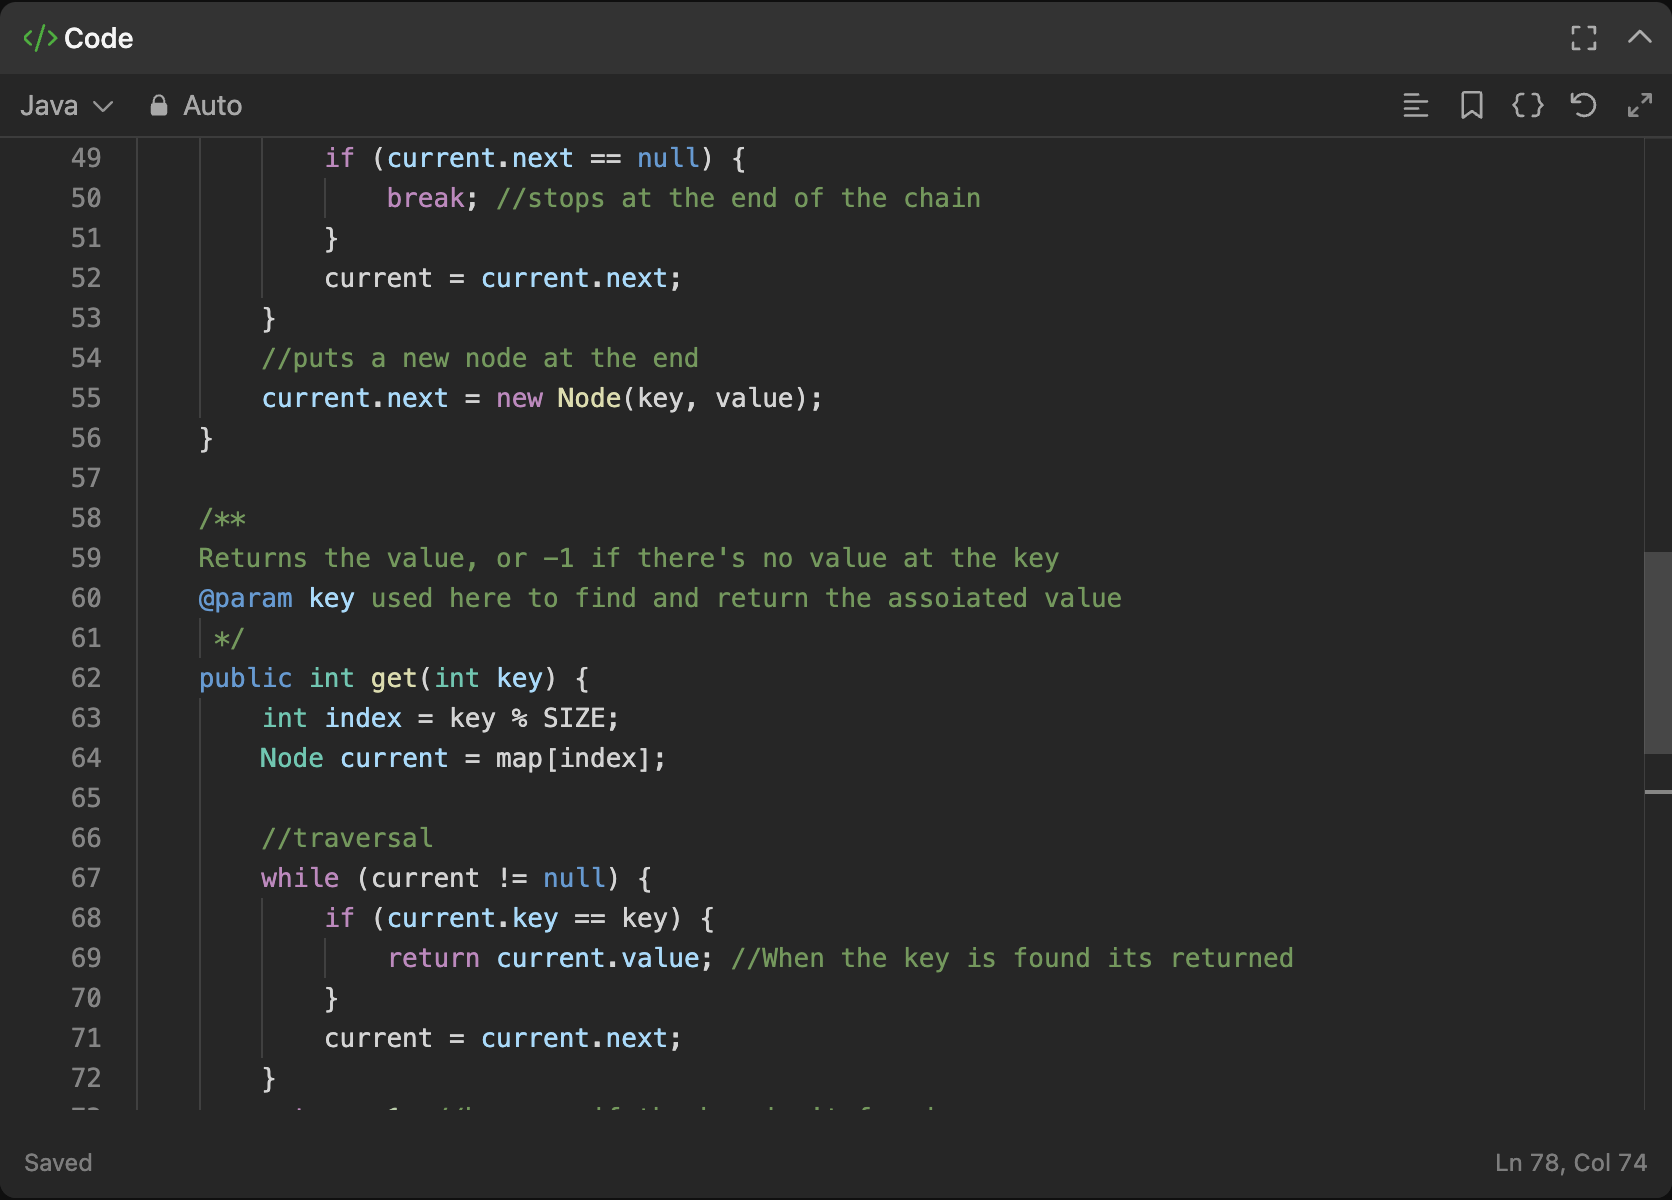 </> Code
Java Auto
49 if (current.next == null) {
50 break; //stops at the end of the chain
51 }
52 current = current.next;
53 }
54 //puts a new node at the end
55 current.next = new Node(key, value);
56 }
57
58 /**
59 Returns the value, or -1 if there's no value at the key
60 @param key used here to find and return the assoiated value
61 */
62 public int get(int key) {
63 int index = key % SIZE;
64 Node current = map[index];
65
66 //traversal
67 while (current != null) {
68 if (current.key == key) {
69 return current.value; //When the key is found its returned
70 }
71 current = current.next;
72 }
Saved
Ln 78, Col 74